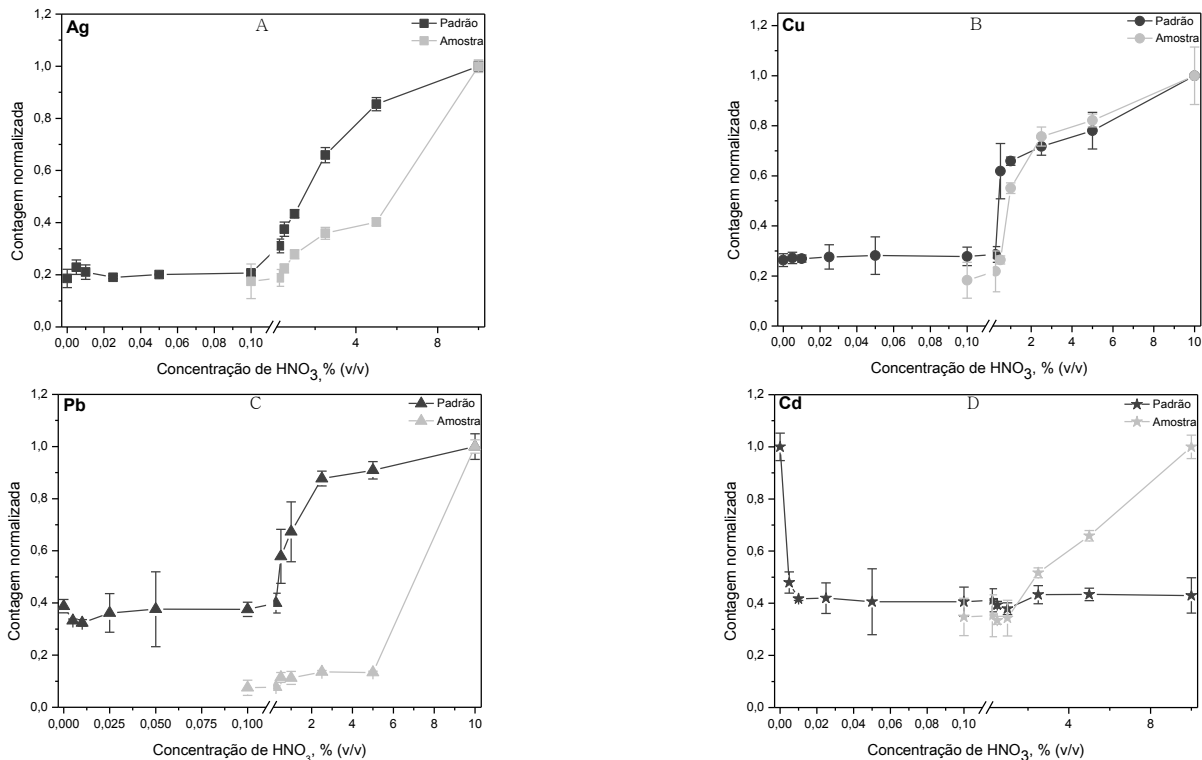 Ag
A
Padrão
Amostra
1,2
1,0
0,8
0,6
0,4
0,2
0,0
Contagem normalizada
0,00 0,02 0,04 0,06 0,08 0,10 4 8
Concentração de HNO3,% (v/v)
Cu
B
Padrão
Amostra
1,2
1,0
0,8
0,6
0,4
0,2
0,0
Contagem normalizada
0,00 0,02 0,04 0,06 0,08 0,10 2 4 6 8 10
Concentração de HNO3, % (v/v)
Pb
C
Padrão
Amostra
1,2
1,0
0,8
0,6
0,4
0,2
0,0
Contagem normalizada
0,000 0,025 0,050 0,075 0,100 2 4 6 8 10
Concentração de HNO3, % (v/v)
Cd
D
Padrão
Amostra
1,2
1,0
0,8
0,6
0,4
0,2
0,0
Contagem normalizada
0,00 0,02 0,04 0,06 0,08 0,10 4 8
Concentração de HNO3, % (v/v)